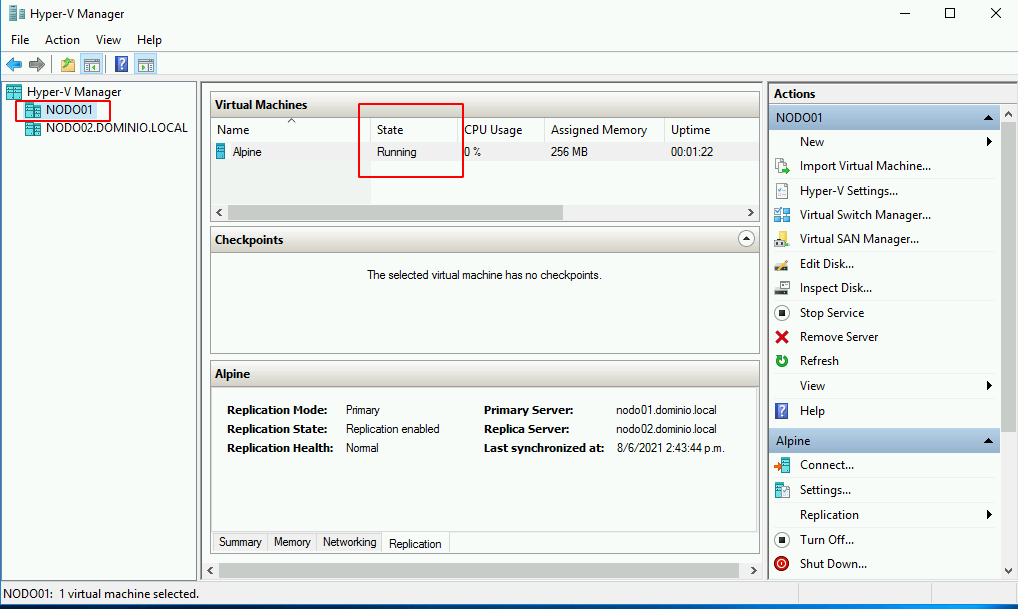 Hyper-V Manager
File Action View Help
Hyper-V Manager
NODO01
NODO02.DOMINIO.LOCAL
Virtual Machines
Name State CPU Usage Assigned Memory Uptime
Alpine Running 0 % 256 MB 00:01:22
Checkpoints
The selected virtual machine has no checkpoints.
Alpine
Replication Mode: Primary Primary Server: nodo01.dominio.local
Replication State: Replication enabled Replica Server: nodo02.dominio.local
Replication Health: Normal Last synchronized at: 8/6/2021 2:43:44 p.m.
Summary Memory Networking Replication
Actions
NODO01
New
Import Virtual Machine...
Hyper-V Settings...
Virtual Switch Manager...
Virtual SAN Manager...
Edit Disk...
Inspect Disk...
Stop Service
Remove Server
Refresh
View
Help
Alpine
Connect...
Settings...
Replication
Turn Off...
Shut Down...
NODO01: 1 virtual machine selected.